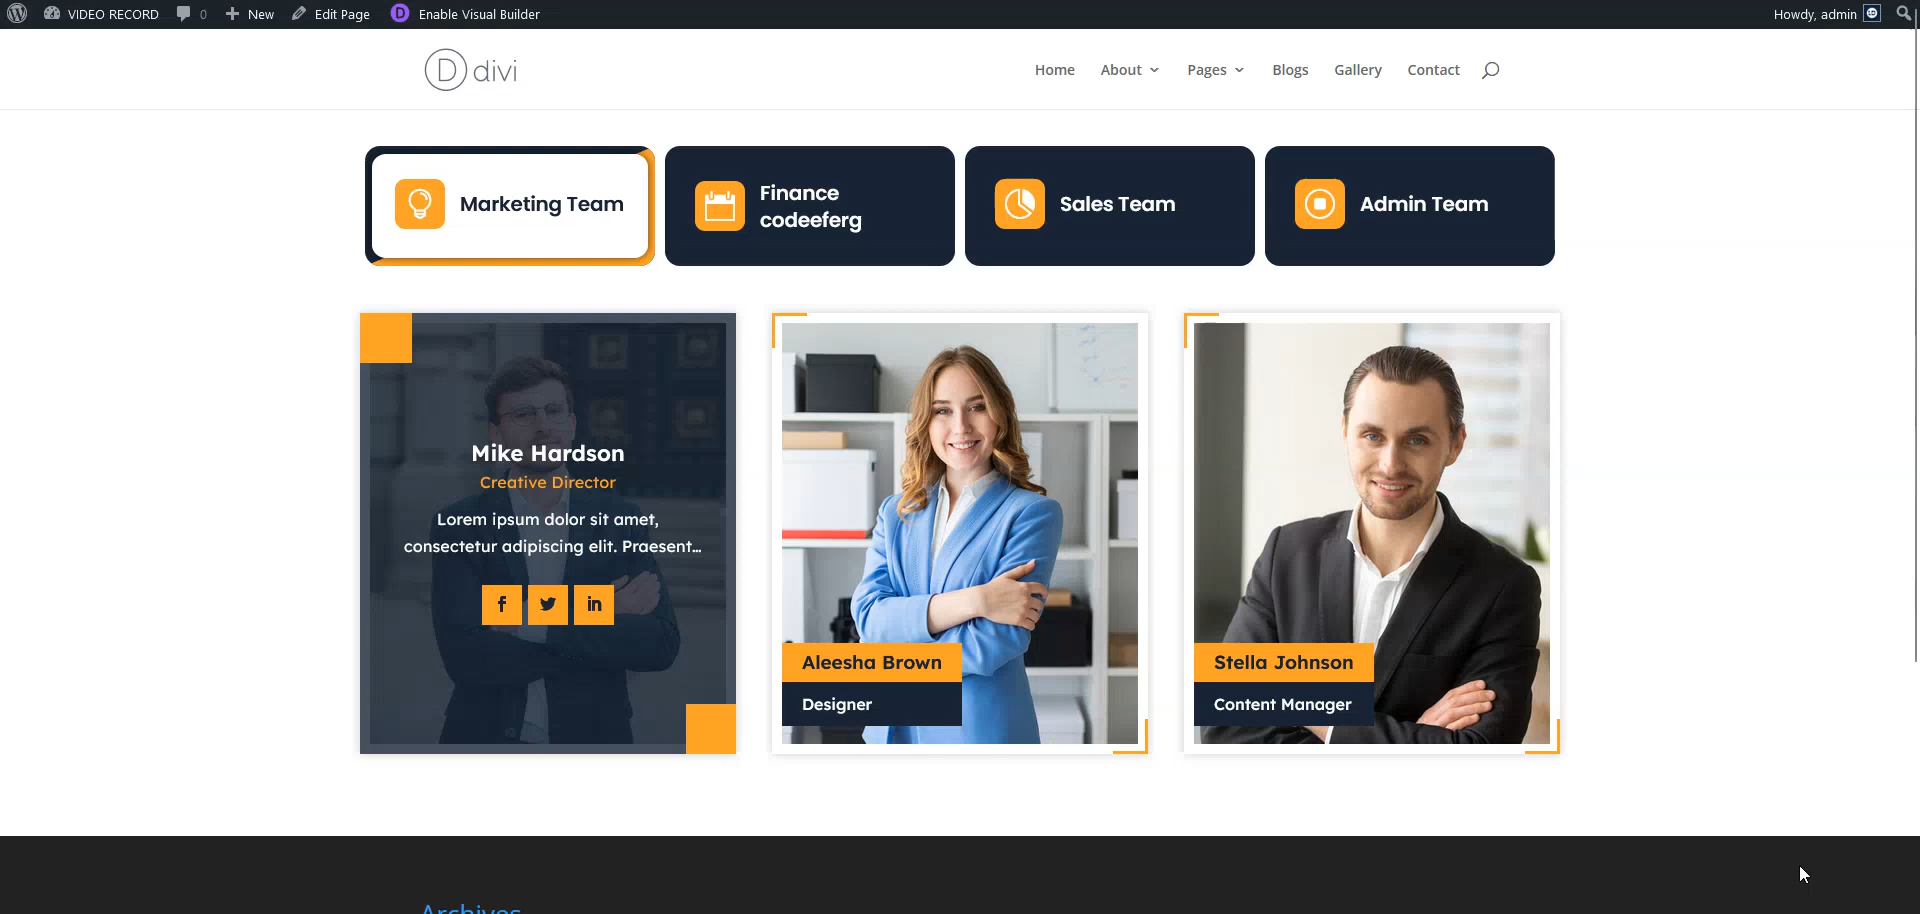 VIDEO RECORD 0 New Edit Page Enable Visual Builder Howdy, admin
D divi
Home About Pages Blogs Gallery Contact
Marketing Team
Finance
codeeferg
Sales Team
Admin Team
Mike Hardson
Creative Director
Lorem ipsum dolor sit amet,
consectetur adipiscing elit. Praesent...
Aleesha Brown
Designer
Stella Johnson
Content Manager
Archives